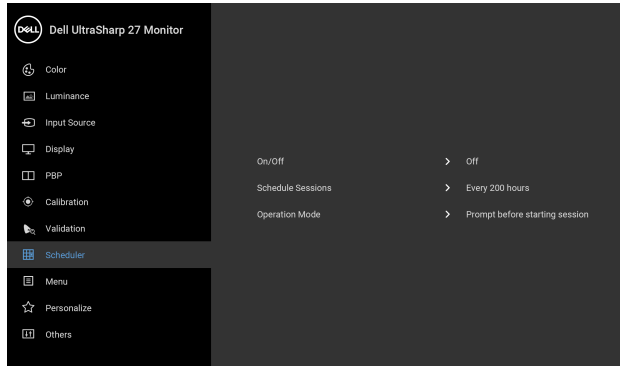 DELL Dell UltraSharp 27 Monitor
Color
Luminance
Input Source
Display
PBP
Calibration
Validation
Scheduler
Menu
Personalize
Others
On/Off Off
Schedule Sessions Every 200 hours
Operation Mode Prompt before starting session